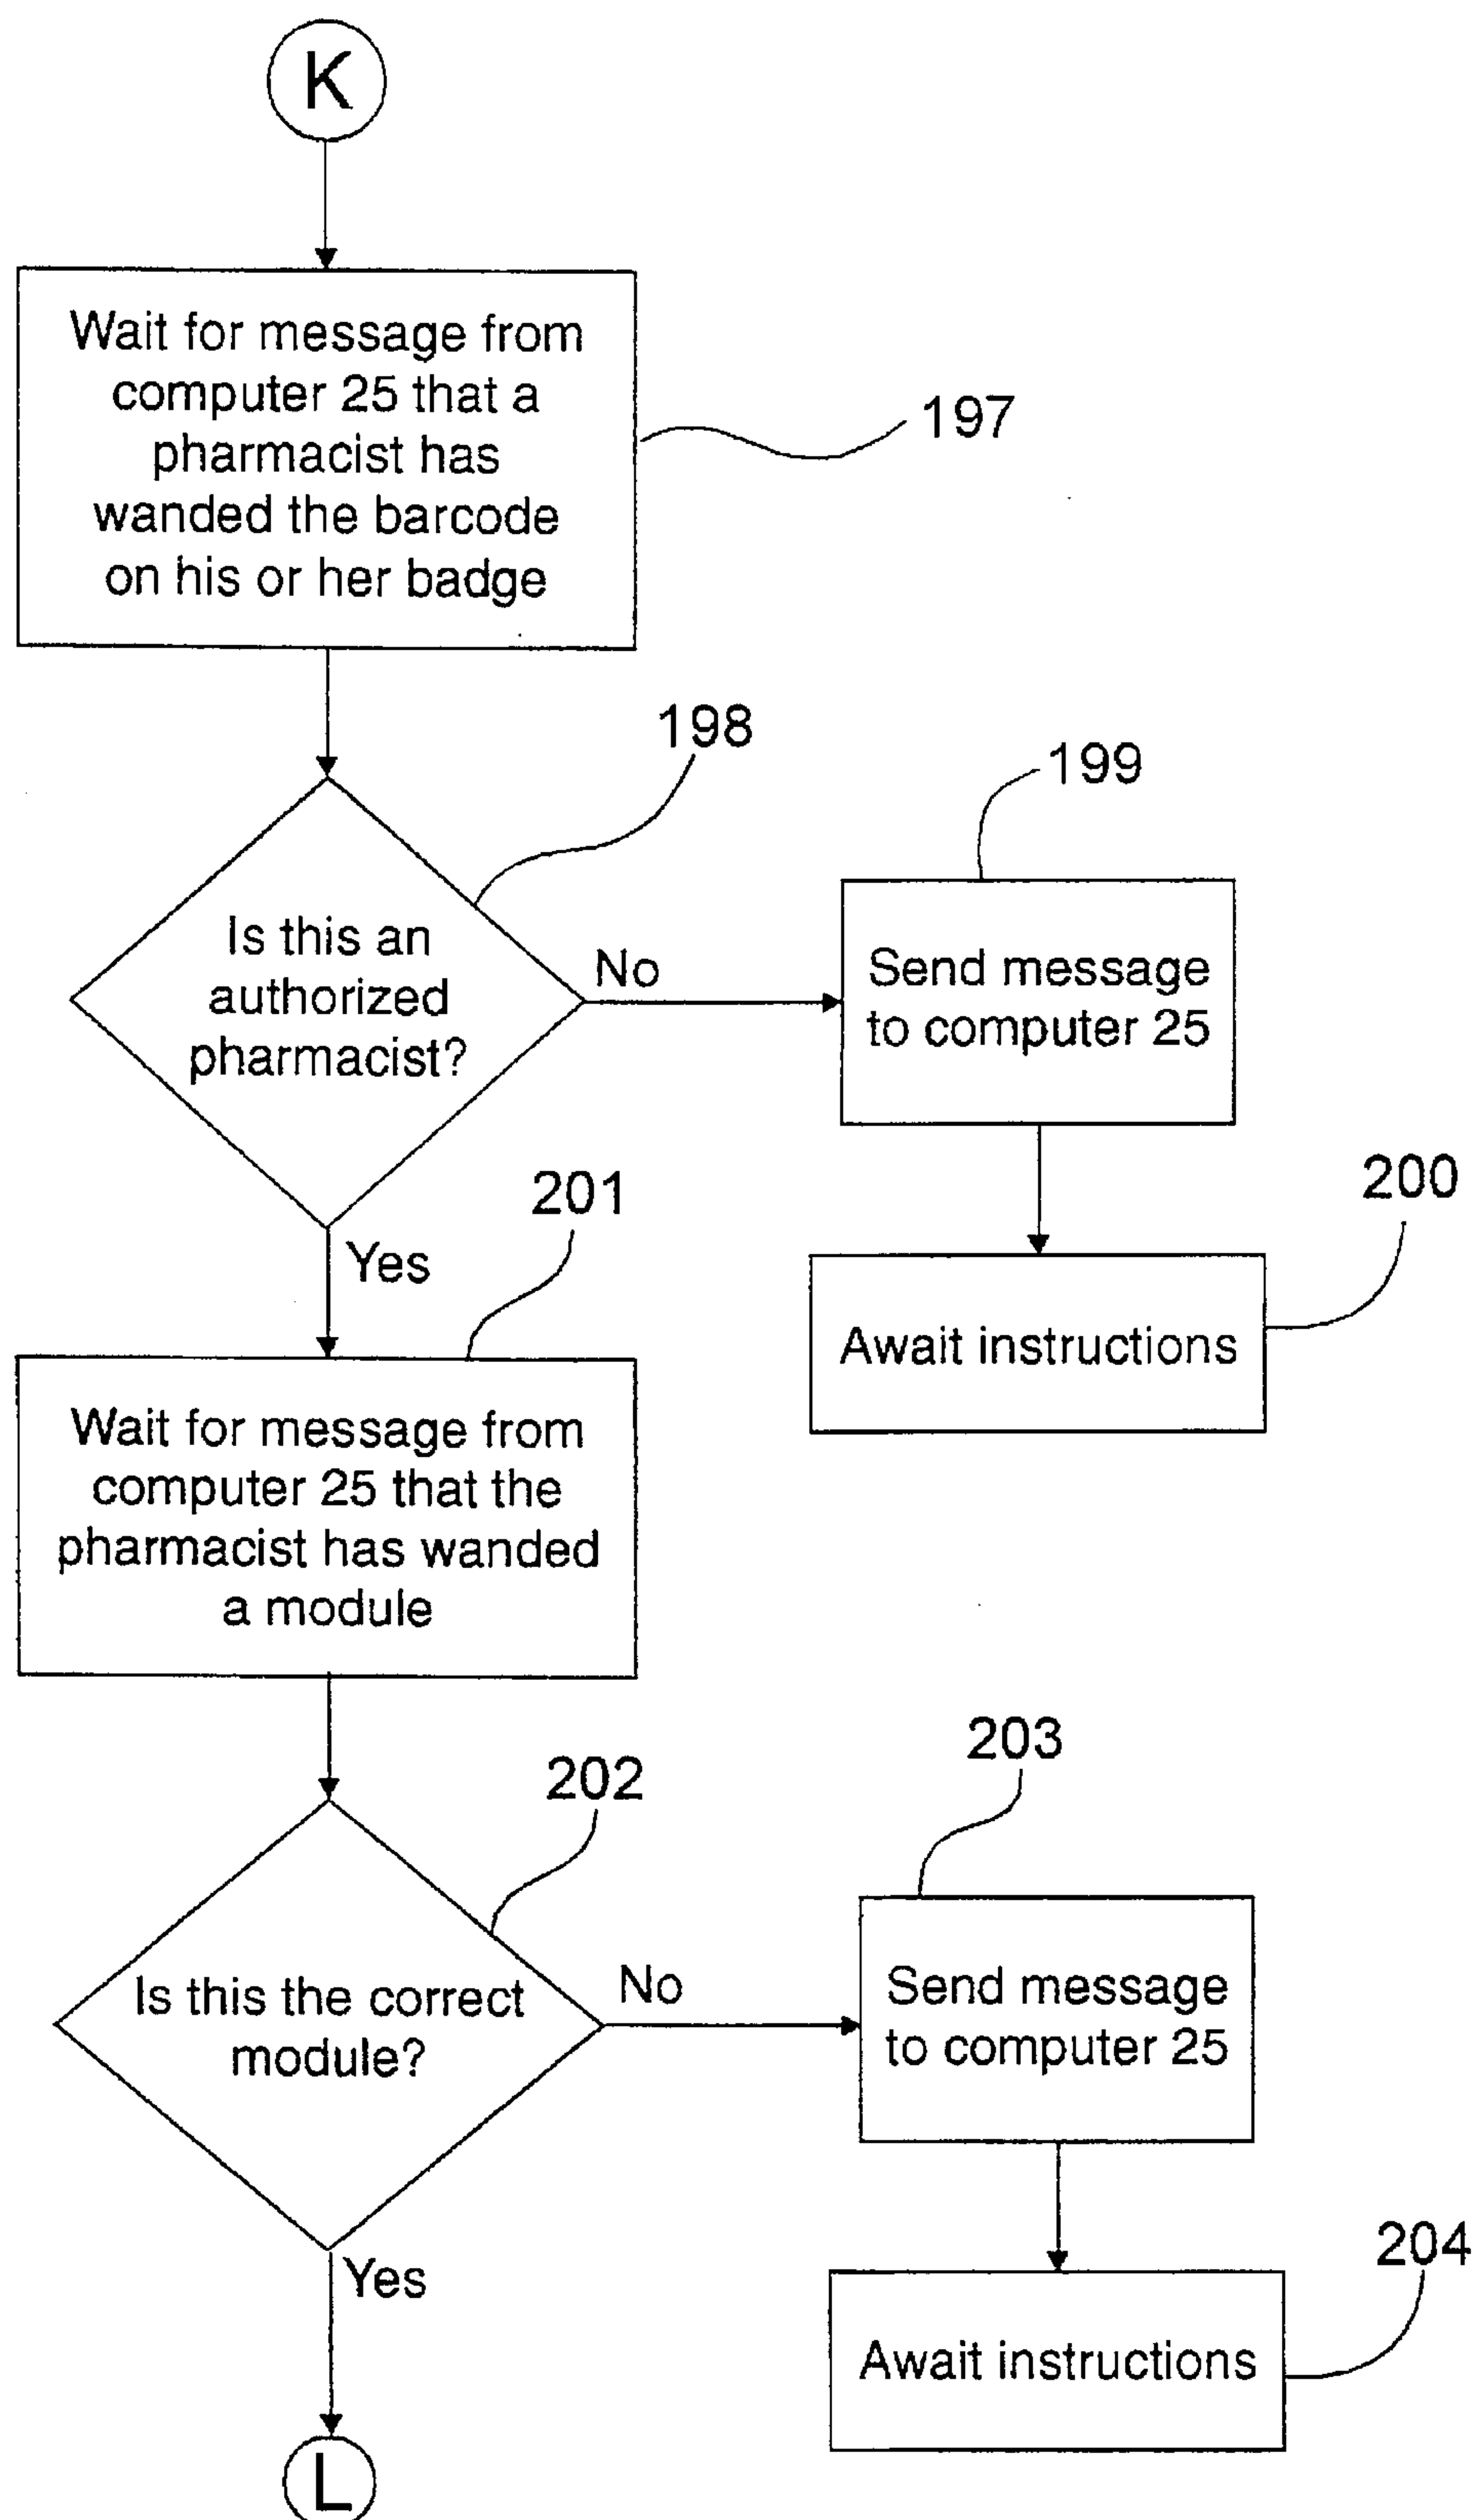 K
Wait for message from
computer 25 that a
pharmacist has
wanded the barcode
on his or her badge
197
198
Is this an
authorized
pharmacist?
No
199
Send message
to computer 25
200
Await instructions
Yes
201
Wait for message from
computer 25 that the
pharmacist has wanded
a module
202
Is this the correct
module?
No
203
Send message
to computer 25
204
Await instructions
Yes
L